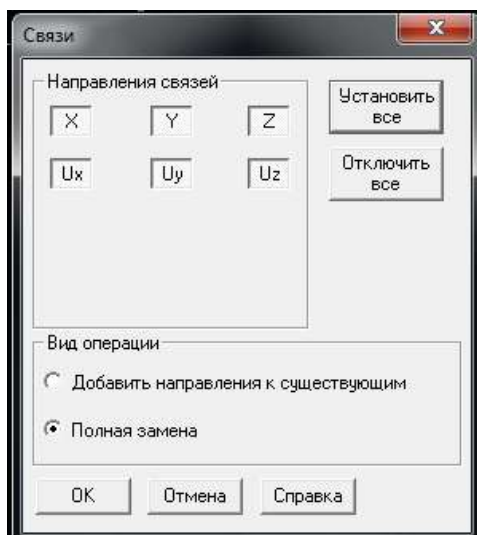 Связи
Направления связей
X Y Z
Ux Uy Uz
Установить
все
Отключить
все
Вид операции
Добавить направления к существующим
Полная замена
OK Отмена Справка